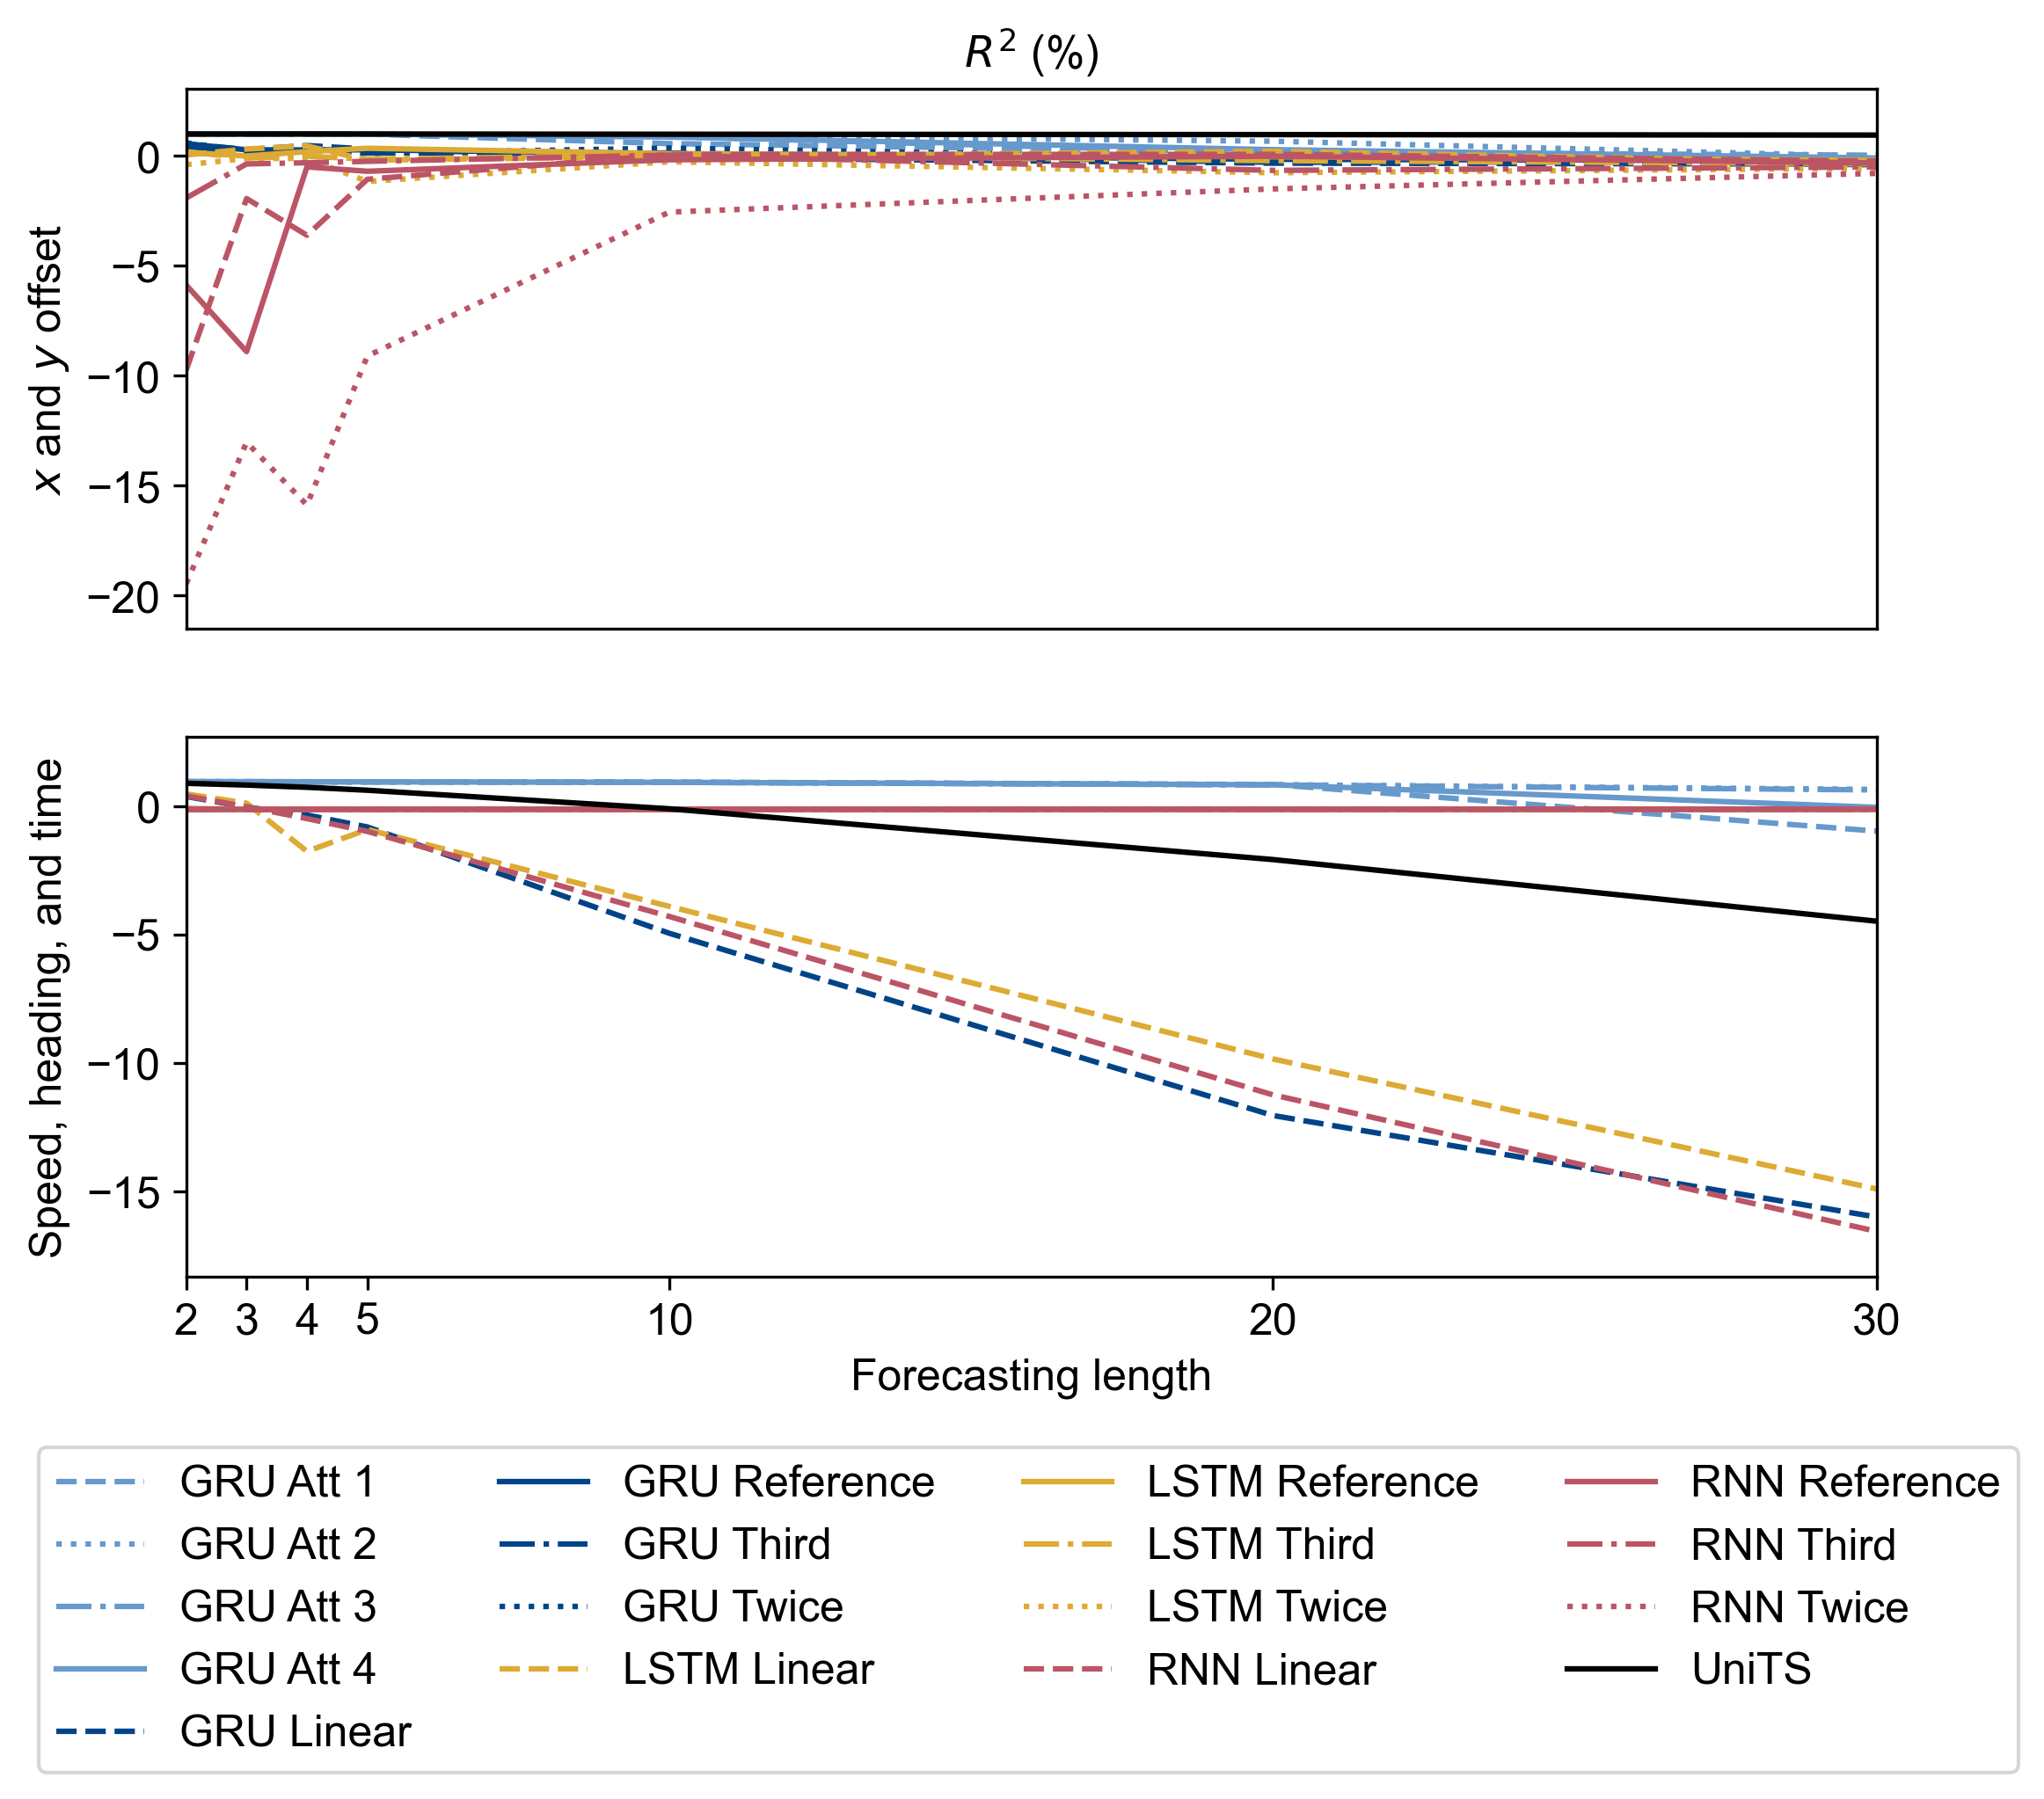 R² (%)
x and y offset
0
−5
−10
−15
−20
Speed, heading, and time
0
−5
−10
−15
2 3 4 5 10 20 30
Forecasting length
GRU Att 1
GRU Att 2
GRU Att 3
GRU Att 4
GRU Linear
GRU Reference
GRU Third
GRU Twice
LSTM Linear
LSTM Reference
LSTM Third
LSTM Twice
RNN Linear
RNN Reference
RNN Third
RNN Twice
UniTS